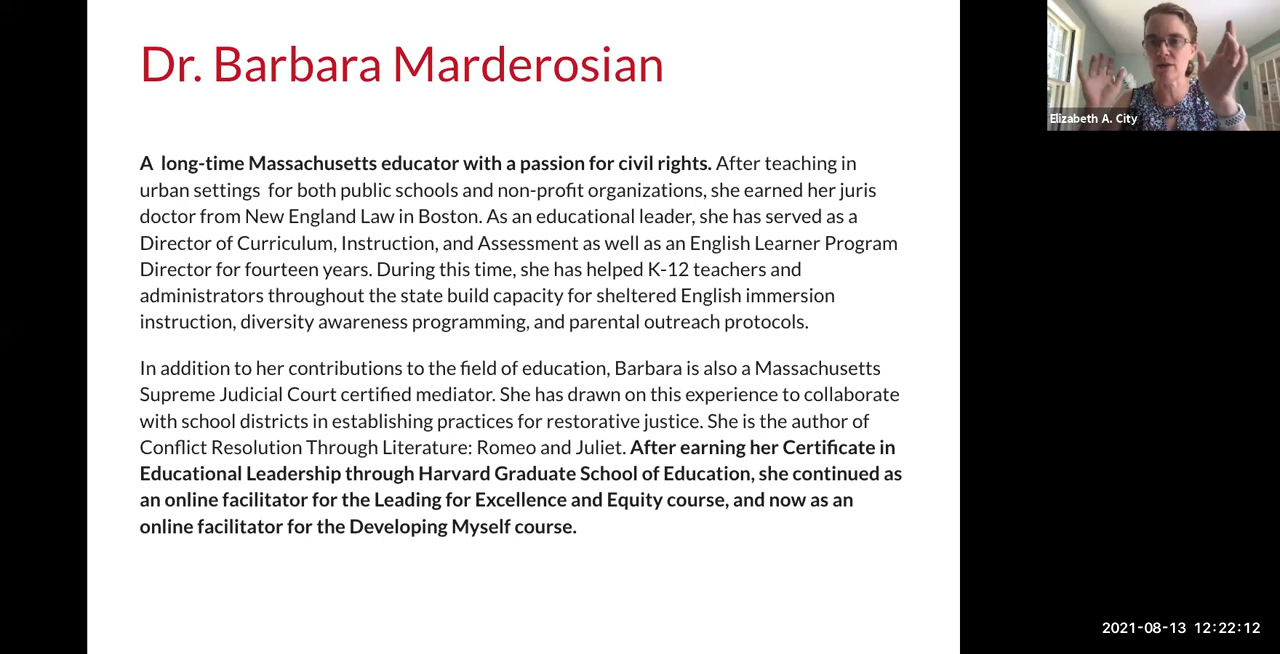 Dr. Barbara Marderosian
A  long-time Massachusetts educator with a passion for civil rights. After teaching in
urban settings  for both public schools and non-profit organizations, she earned her juris
doctor from New England Law in Boston. As an educational leader, she has served as a
Director of Curriculum, Instruction, and Assessment as well as an English Learner Program
Director for fourteen years. During this time, she has helped K-12 teachers and
administrators throughout the state build capacity for sheltered English immersion
instruction, diversity awareness programming, and parental outreach protocols.
In addition to her contributions to the field of education, Barbara is also a Massachusetts
Supreme Judicial Court certified mediator. She has drawn on this experience to collaborate
with school districts in establishing practices for restorative justice. She is the author of
Conflict Resolution Through Literature: Romeo and Juliet. After earning her Certificate in
Educational Leadership through Harvard Graduate School of Education, she continued as
an online facilitator for the Leading for Excellence and Equity course, and now as an
online facilitator for the Developing Myself course.
Elizabeth A. City
2021-08-13 12:22:12